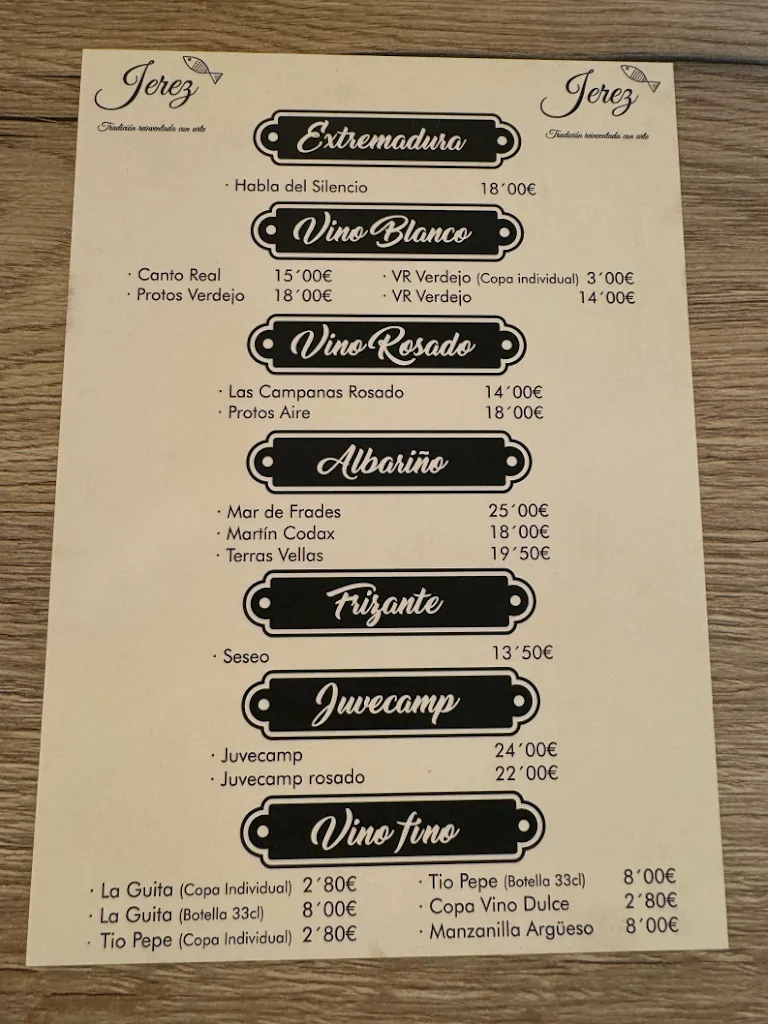 Jerez
Tradición reinventada con arte
Jerez
Tradición reinventada con arte
Extremadura
· Habla del Silencio 18´00€
Vino Blanco
· Canto Real 15´00€ · VR Verdejo (Copa individual) 3´00€
· Protos Verdejo 18´00€ · VR Verdejo 14´00€
Vino Rosado
· Las Campanas Rosado 14´00€
· Protos Aire 18´00€
Albariño
· Mar de Frades 25´00€
· Martín Codax 18´00€
· Terras Vellas 19´50€
Frizante
· Seseo 13´50€
Juvecamp
· Juvecamp 24´00€
· Juvecamp rosado 22´00€
Vino fino
· La Guita (Copa Individual) 2´80€ · Tio Pepe (Botella 33cl) 8´00€
· La Guita (Botella 33cl) 8´00€ · Copa Vino Dulce 2´80€
· Tio Pepe (Copa Individual) 2´80€ · Manzanilla Argüeso 8´00€